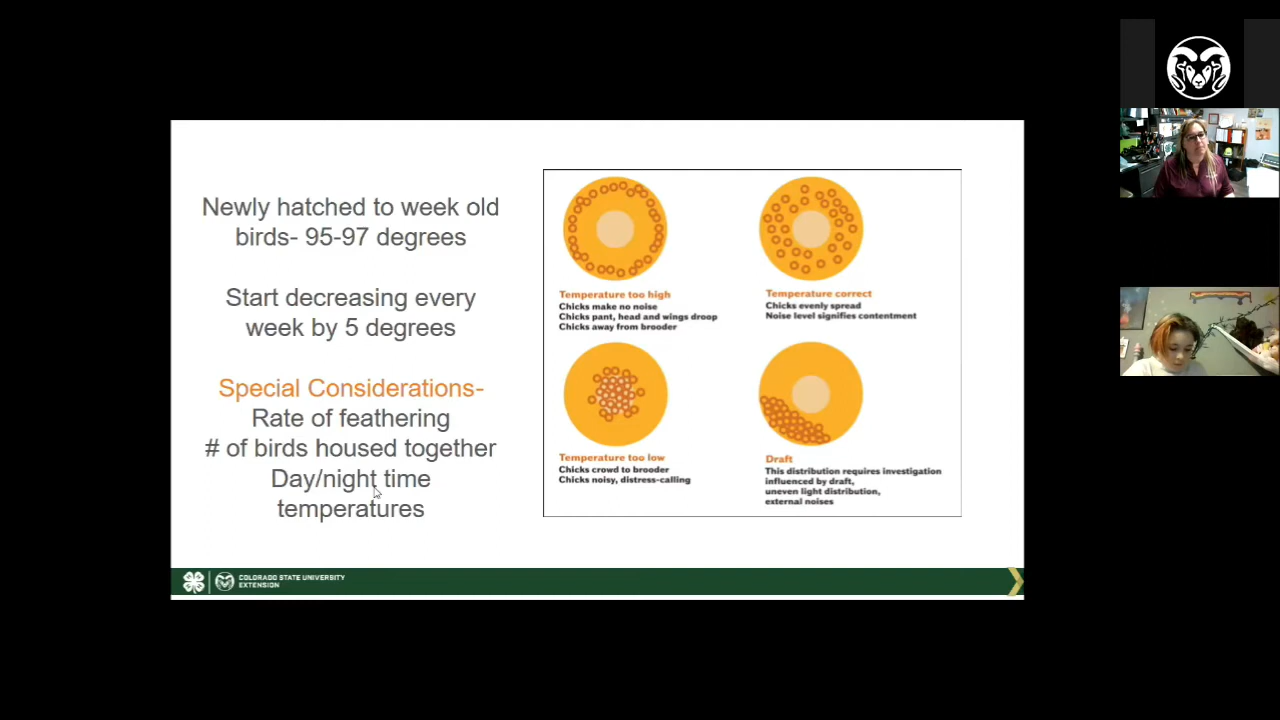 Newly hatched to week old
birds- 95-97 degrees
Start decreasing every
week by 5 degrees
Special Considerations-
Rate of feathering
# of birds housed together
Day/night time
temperatures
Temperature too high
Chicks make no noise
Chicks pant, head and wings droop
Chicks away from brooder
Temperature correct
Chicks evenly spread
Noise level signifies contentment
Temperature too low
Chicks crowd to brooder
Chicks noisy, distress-calling
Draft
This distribution requires investigation
influenced by draft,
uneven light distribution,
external noises
COLORADO STATE UNIVERSITY
EXTENSION